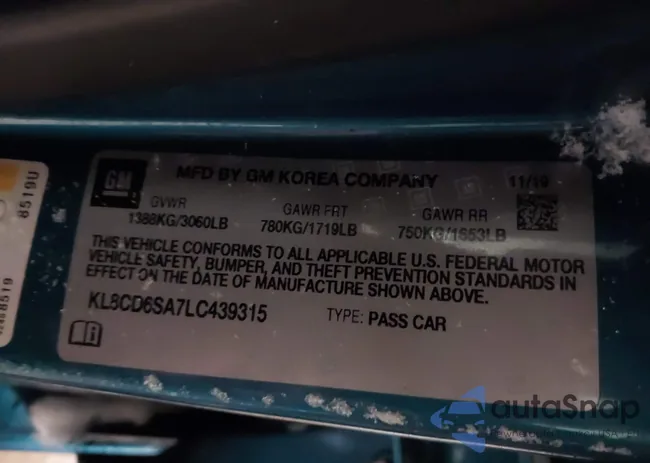 GM
MFD BY GM KOREA COMPANY 11/19
GVWR GAWR FRT GAWR RR
1388KG/3060LB 780KG/1719LB 750KG/1653LB
THIS VEHICLE CONFORMS TO ALL APPLICABLE U.S. FEDERAL MOTOR
VEHICLE SAFETY, BUMPER, AND THEFT PREVENTION STANDARDS IN
EFFECT ON THE DATE OF MANUFACTURE SHOWN ABOVE.
KL8CD6SA7LC439315 TYPE: PASS CAR
8519U
8519
autoSnap